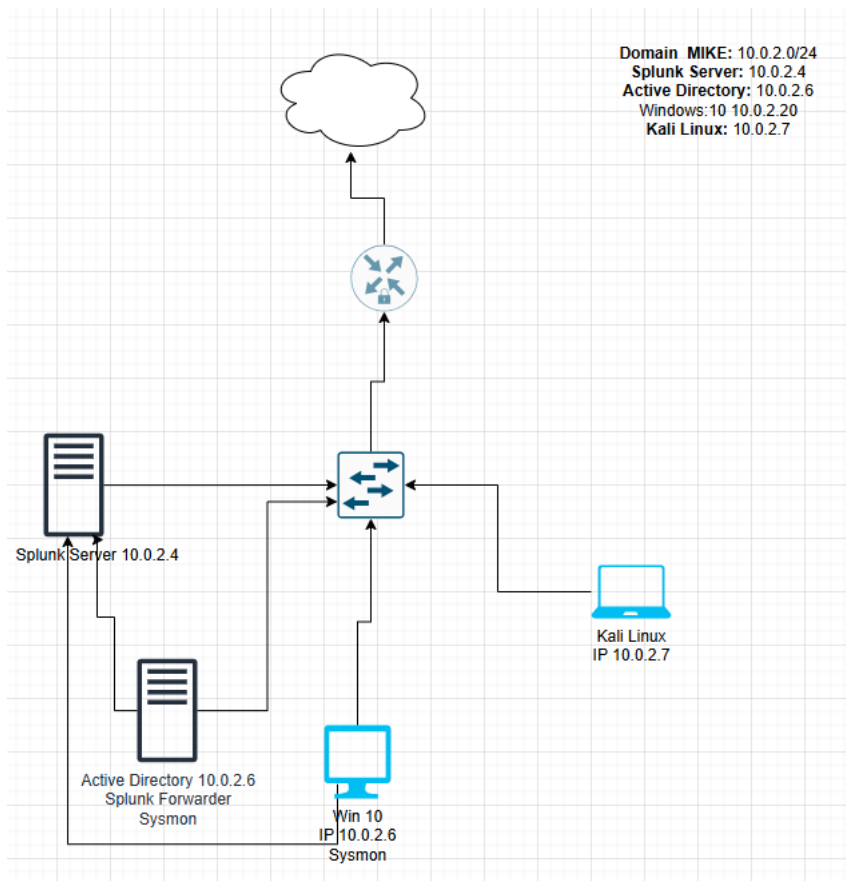 Domain MIKE: 10.0.2.0/24
Splunk Server: 10.0.2.4
Active Directory: 10.0.2.6
Windows:10 10.0.2.20
Kali Linux: 10.0.2.7
Splunk Server 10.0.2.4
Kali Linux
IP 10.0.2.7
Active Directory 10.0.2.6
Splunk Forwarder
Sysmon
Win 10
IP 10.0.2.6
Sysmon